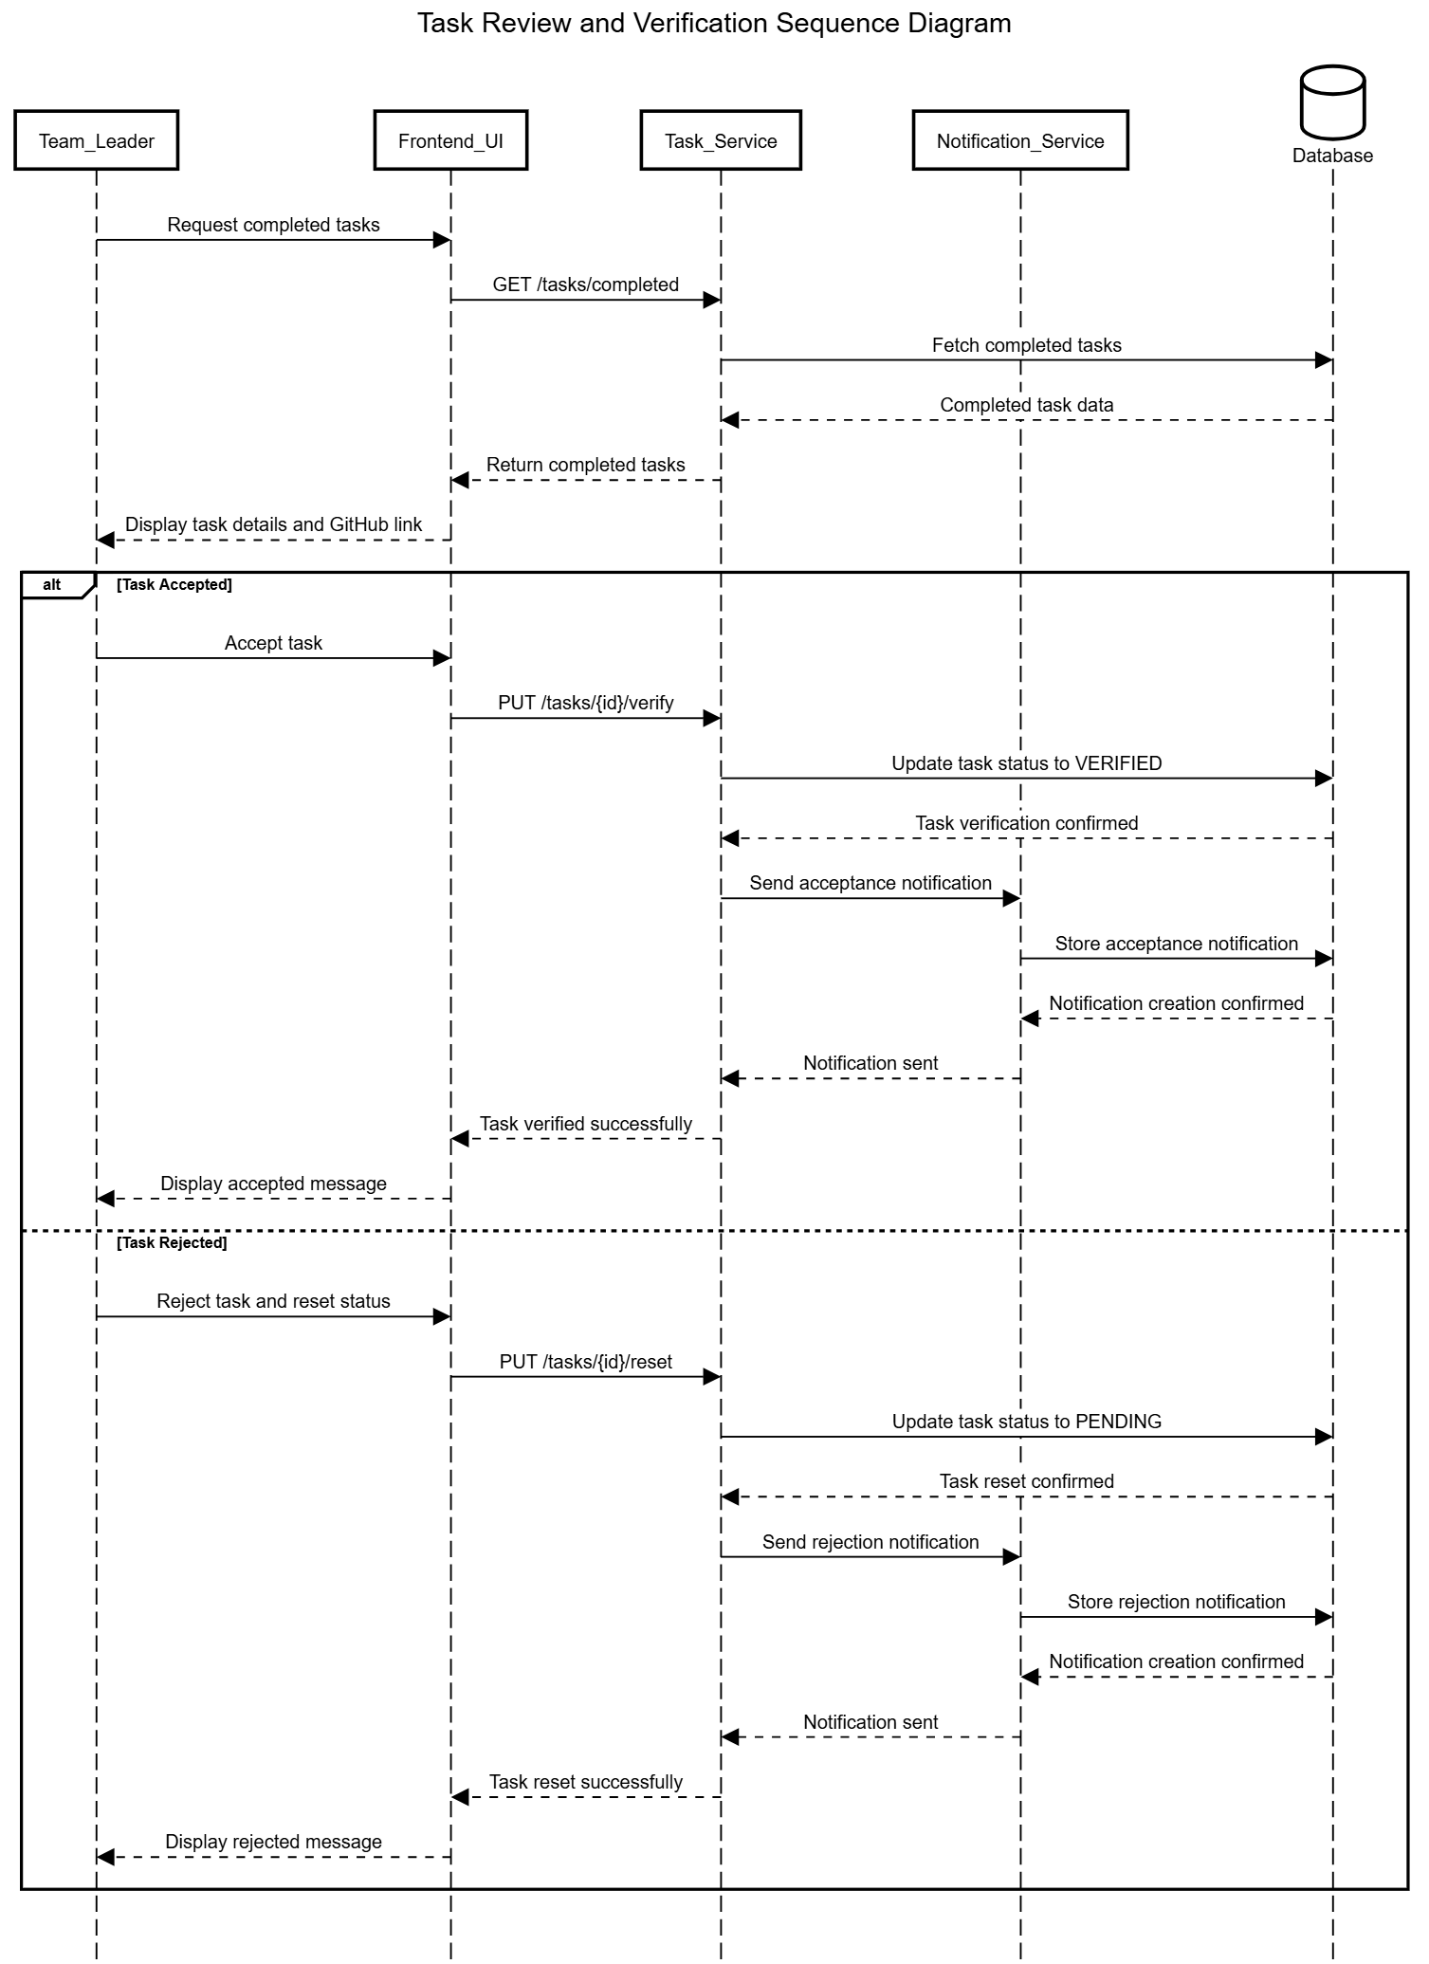 Task Review and Verification Sequence Diagram
Team_Leader
Frontend_UI
Task_Service
Notification_Service
Database
Request completed tasks
GET /tasks/completed
Fetch completed tasks
Completed task data
Return completed tasks
Display task details and GitHub link
alt
[Task Accepted]
Accept task
PUT /tasks/{id}/verify
Update task status to VERIFIED
Task verification confirmed
Send acceptance notification
Store acceptance notification
Notification creation confirmed
Notification sent
Task verified successfully
Display accepted message
[Task Rejected]
Reject task and reset status
PUT /tasks/{id}/reset
Update task status to PENDING
Task reset confirmed
Send rejection notification
Store rejection notification
Notification creation confirmed
Notification sent
Task reset successfully
Display rejected message